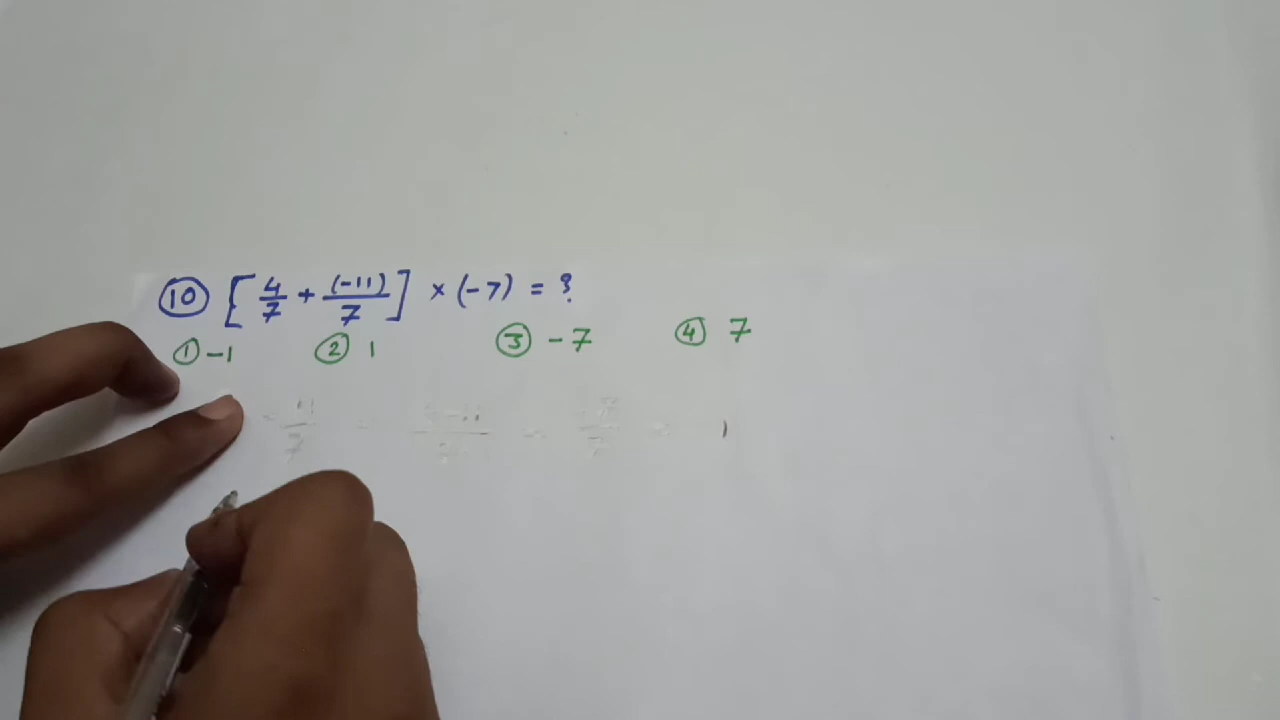 ⑩ [4/7 + (-11)/7] × (-7) = ?
① -1 ② 1 ③ -7 ④ 7